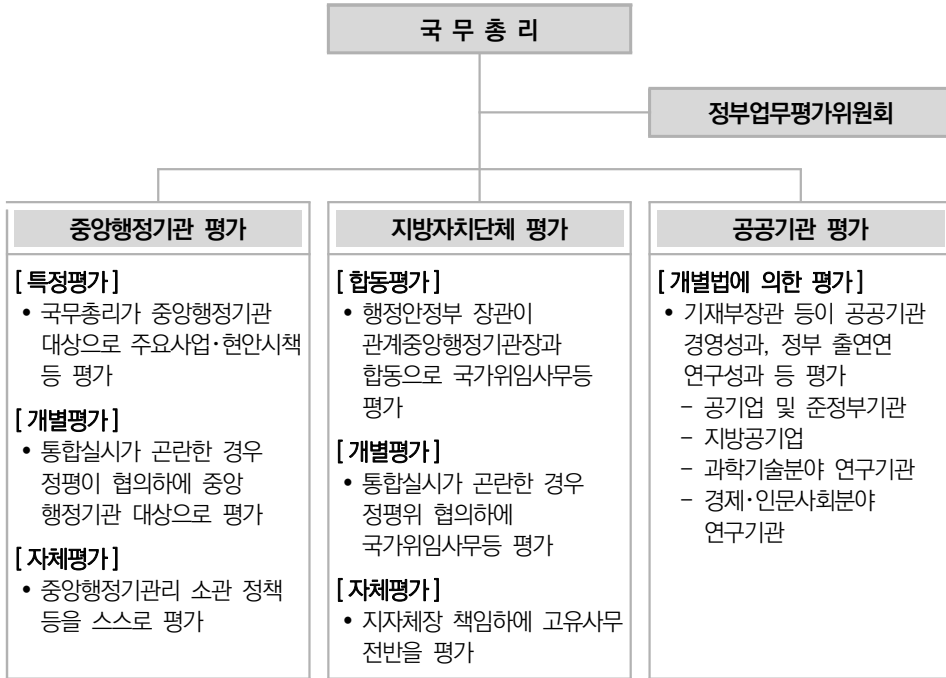 국 무 총 리
정부업무평가위원회
중앙행정기관 평가
[ 특정평가 ]
• 국무총리가 중앙행정기관
대상으로 주요사업·현안시책
등 평가
[ 개별평가 ]
• 통합실시가 곤란한 경우
정평이 협의하에 중앙
행정기관 대상으로 평가
[ 자체평가 ]
• 중앙행정기관리 소관 정책
등을 스스로 평가
지방자치단체 평가
[ 합동평가 ]
• 행정안정부 장관이
관계중앙행정기관장과
합동으로 국가위임사무등
평가
[ 개별평가 ]
• 통합실시가 곤란한 경우
정평위 협의하에
국가위임사무등 평가
[ 자체평가 ]
• 지자체장 책임하에 고유사무
전반을 평가
공공기관 평가
[ 개별법에 의한 평가 ]
• 기재부장관 등이 공공기관
경영성과, 정부 출연연
연구성과 등 평가
- 공기업 및 준정부기관
- 지방공기업
- 과학기술분야 연구기관
- 경제·인문사회분야
연구기관